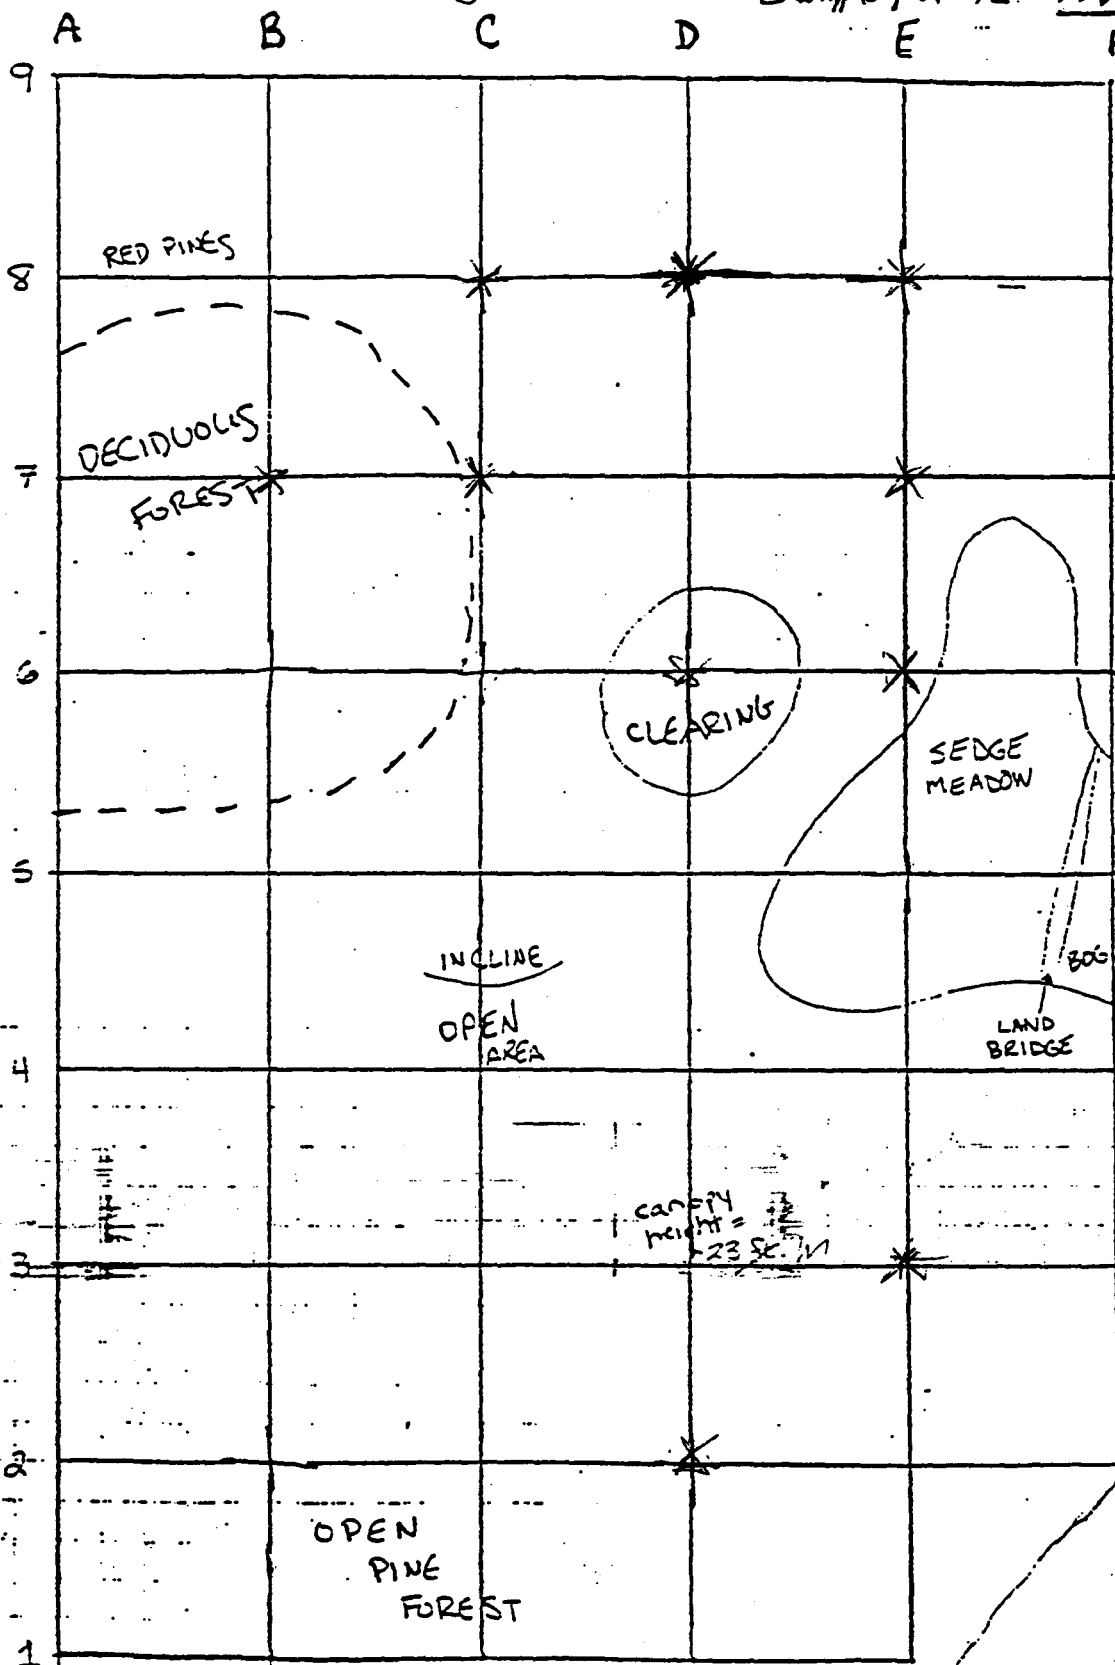 A B C D E
9
RED PINES
8
DECIDUOUS
7
FOREST
6
CLEARING
SEDGE
MEADOW
5
INCLINE
BOG
OPEN
AREA
LAND
BRIDGE
4
canopy
height =
23
3
2
OPEN
PINE
FOREST
1